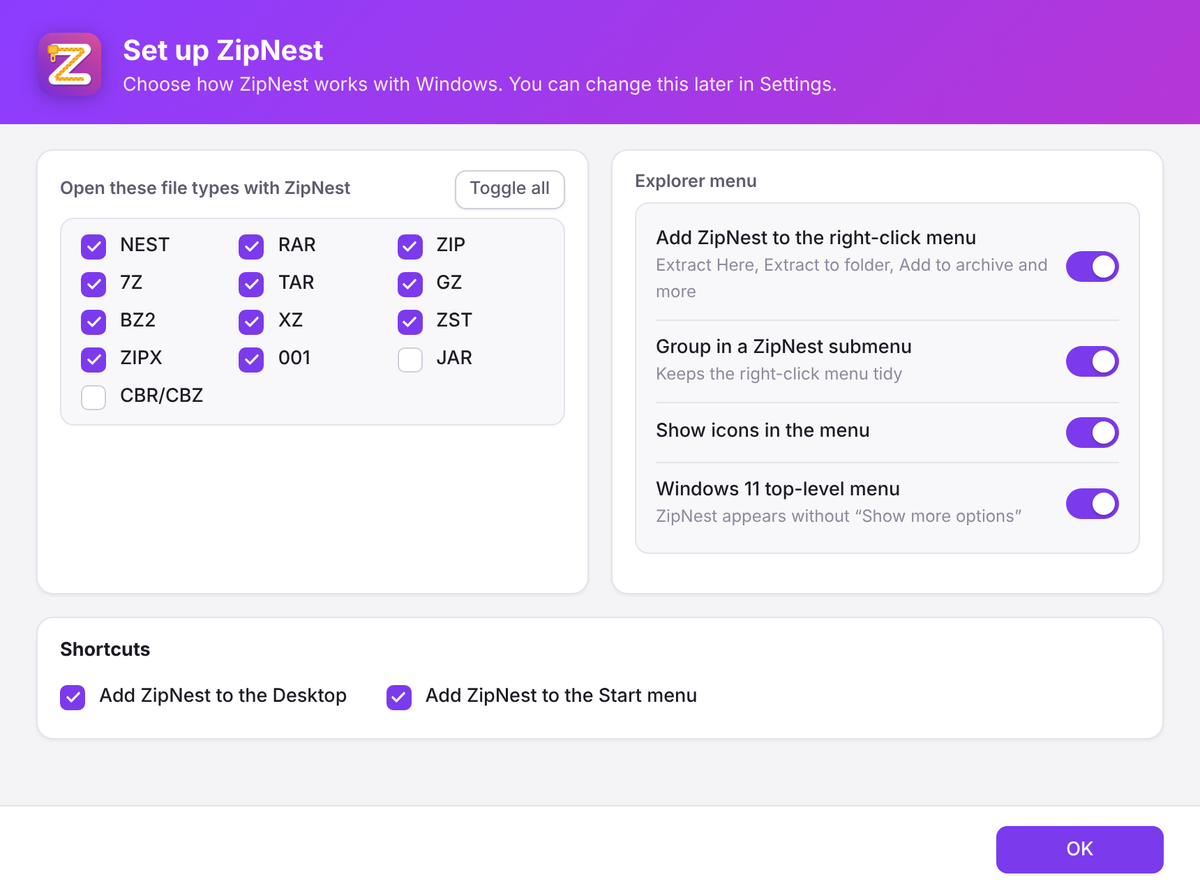 Set up ZipNest
Choose how ZipNest works with Windows. You can change this later in Settings.
Open these file types with ZipNest
Toggle all
NEST
RAR
ZIP
7Z
TAR
GZ
BZ2
XZ
ZST
ZIPX
001
JAR
CBR/CBZ
Explorer menu
Add ZipNest to the right-click menu
Extract Here, Extract to folder, Add to archive and
more
Group in a ZipNest submenu
Keeps the right-click menu tidy
Show icons in the menu
Windows 11 top-level menu
ZipNest appears without “Show more options”
Shortcuts
Add ZipNest to the Desktop
Add ZipNest to the Start menu
OK